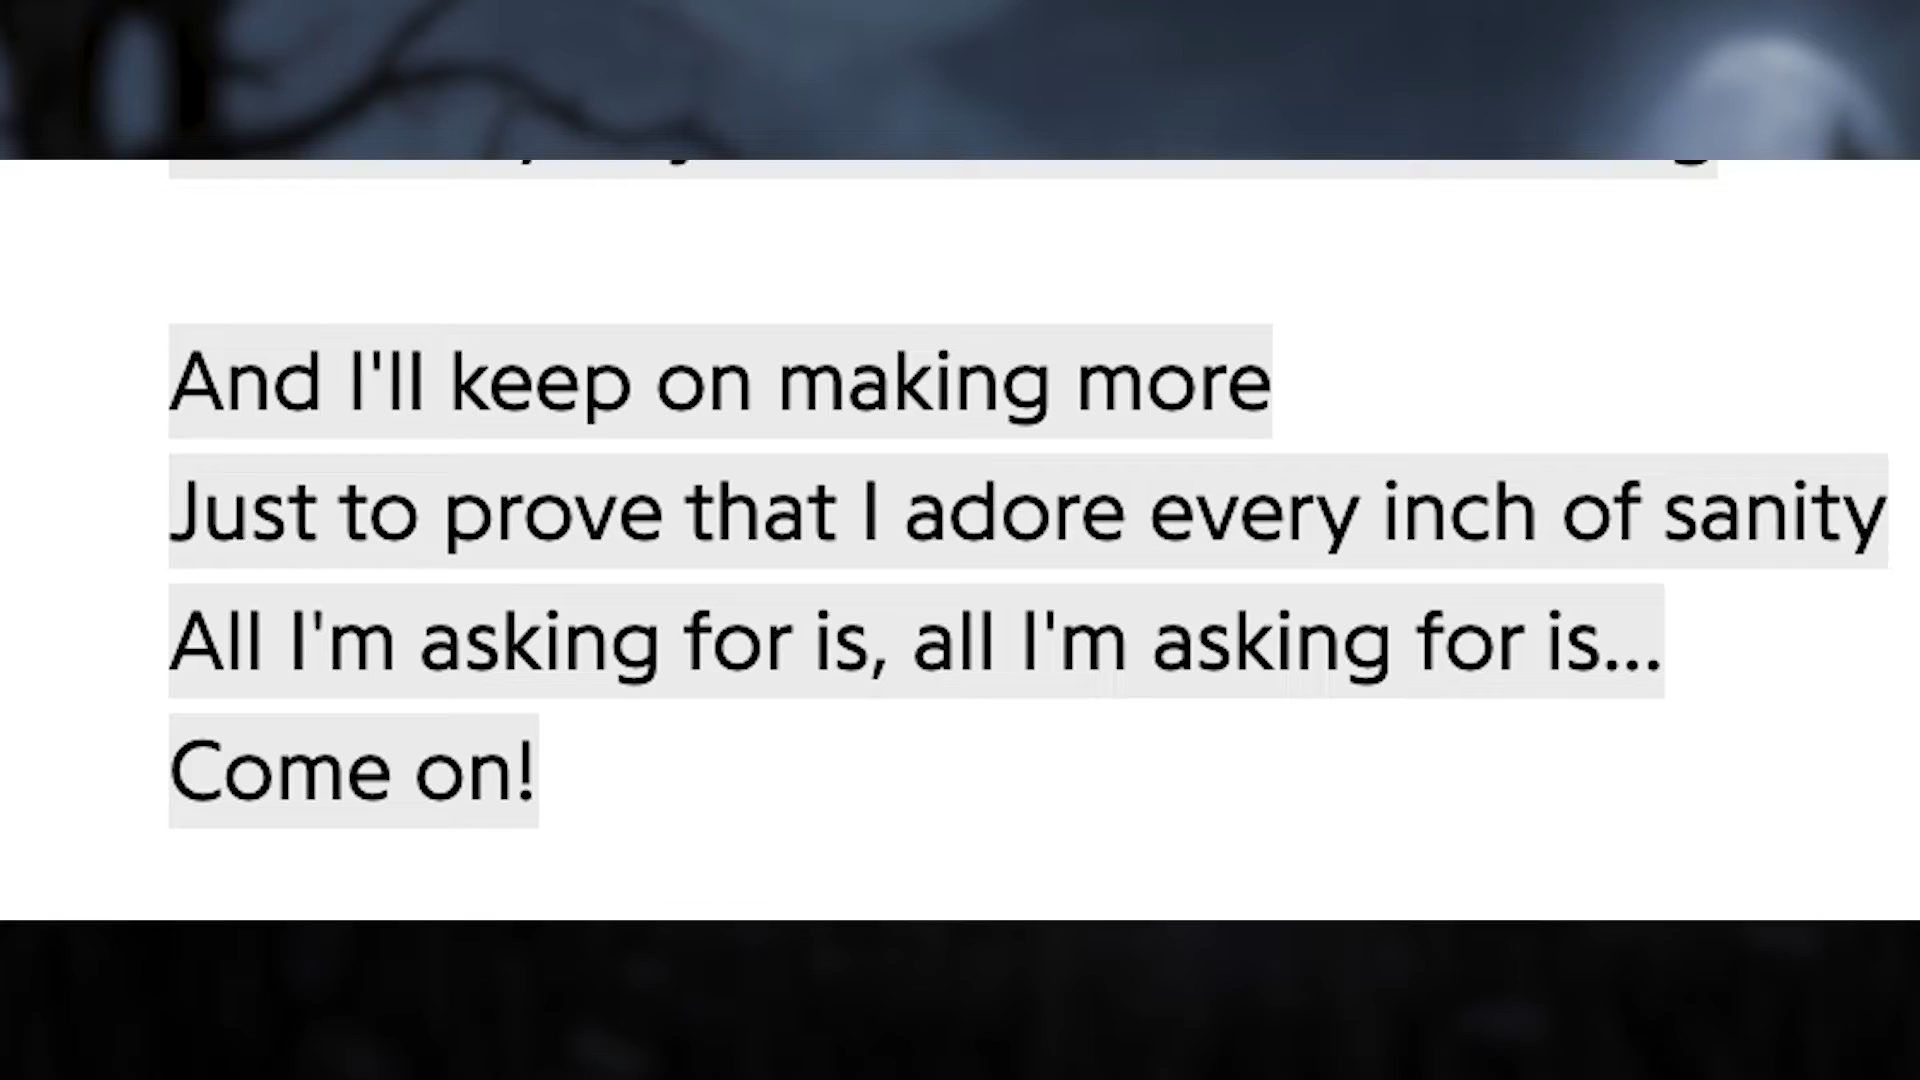 And I'll keep on making more
Just to prove that I adore every inch of sanity
All I'm asking for is, all I'm asking for is...
Come on!